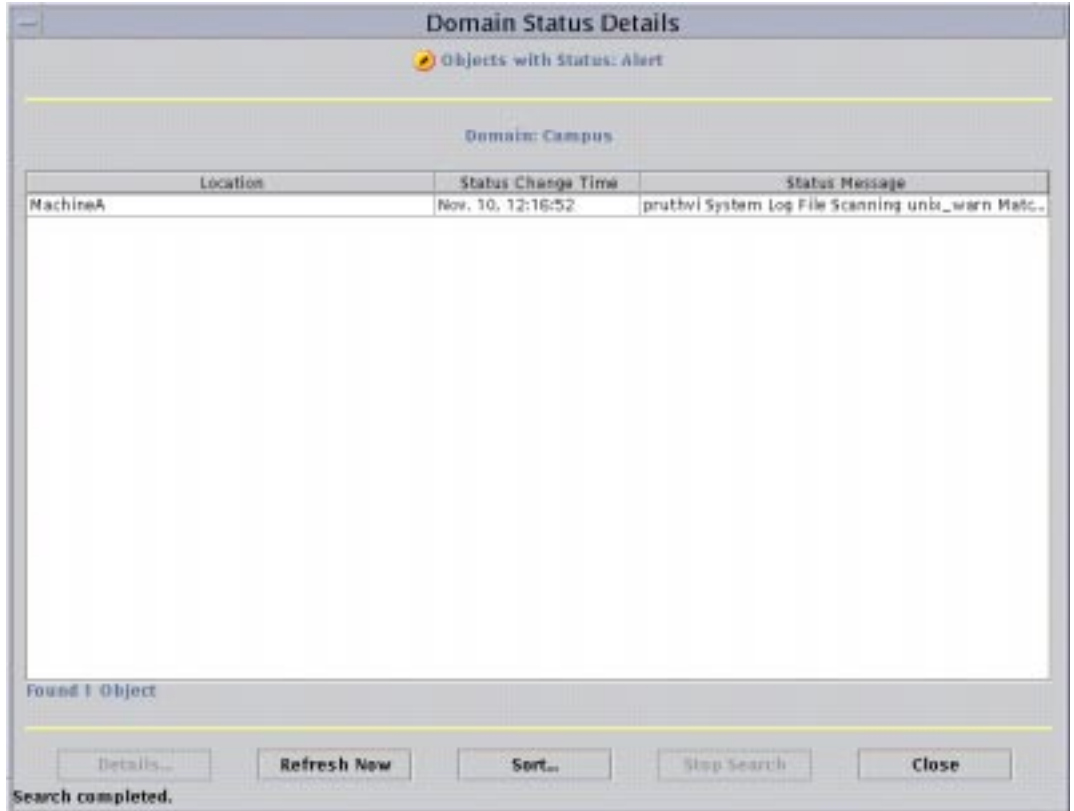 Domain Status Details
Objects with Status: Alert
Domain: Campus
Location Status Change Time Status Message
MachineA Nov. 10, 12:16:52 pruthvi System Log File Scanning unix_warn Matc...
Found 1 Object
Details... Refresh Now Sort... Stop Search Close
Search completed.